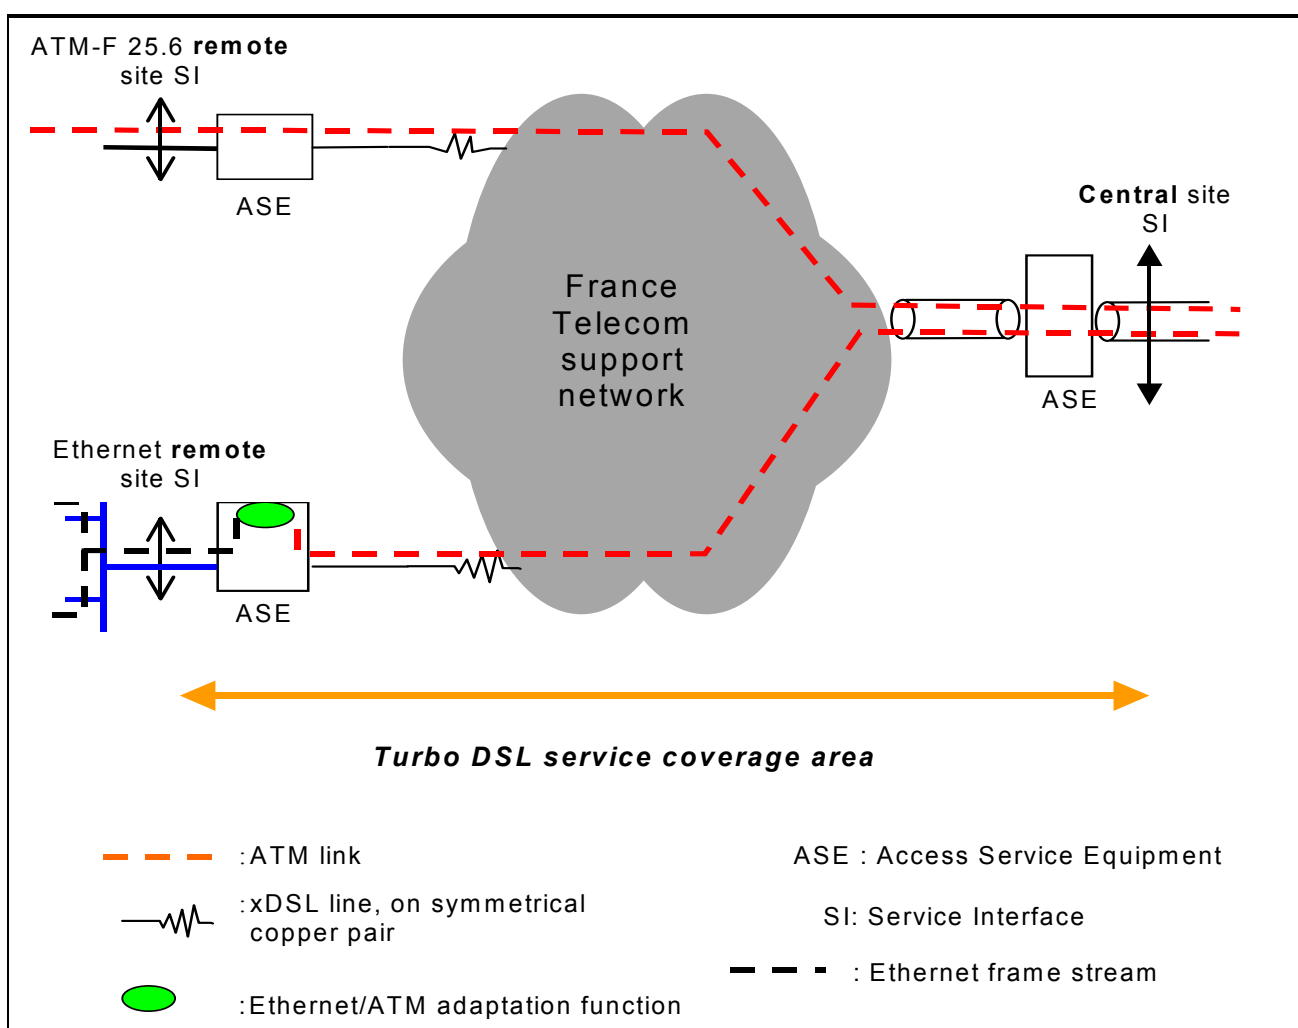 ATM-F 25.6 remote
site SI
ASE
Central site
SI
France
Telecom
support
network
ASE
Ethernet remote
site SI
ASE
Turbo DSL service coverage area
: ATM link
ASE : Access Service Equipment
: xDSL line, on symmetrical
copper pair
SI: Service Interface
: Ethernet frame stream
:Ethernet/ATM adaptation function